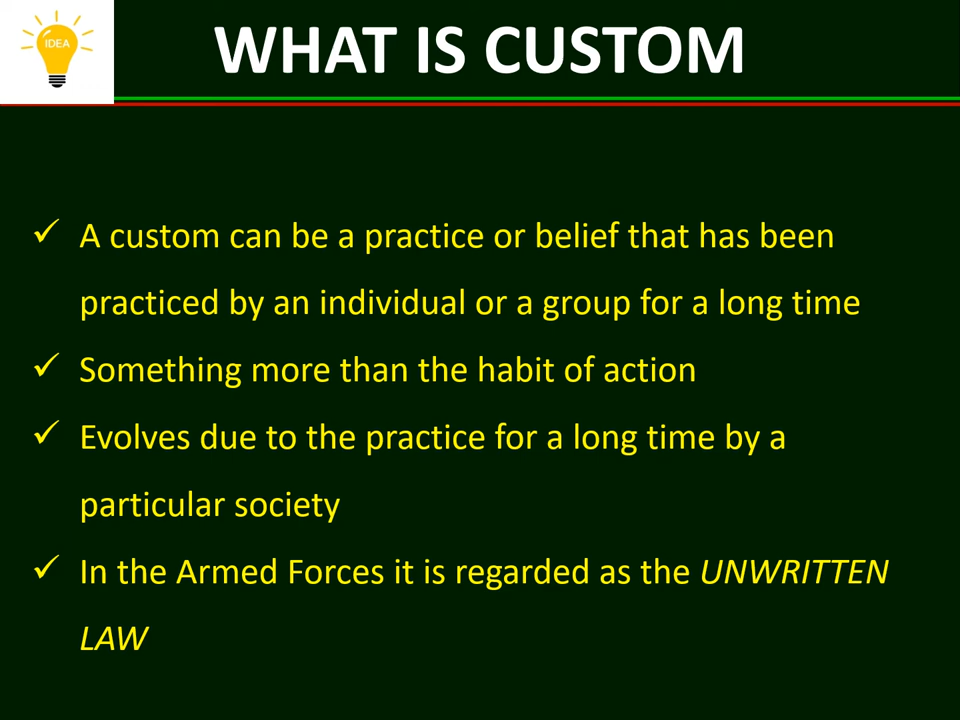 IDEA
WHAT IS CUSTOM
✓ A custom can be a practice or belief that has been
practiced by an individual or a group for a long time
✓ Something more than the habit of action
✓ Evolves due to the practice for a long time by a
particular society
✓ In the Armed Forces it is regarded as the UNWRITTEN
LAW